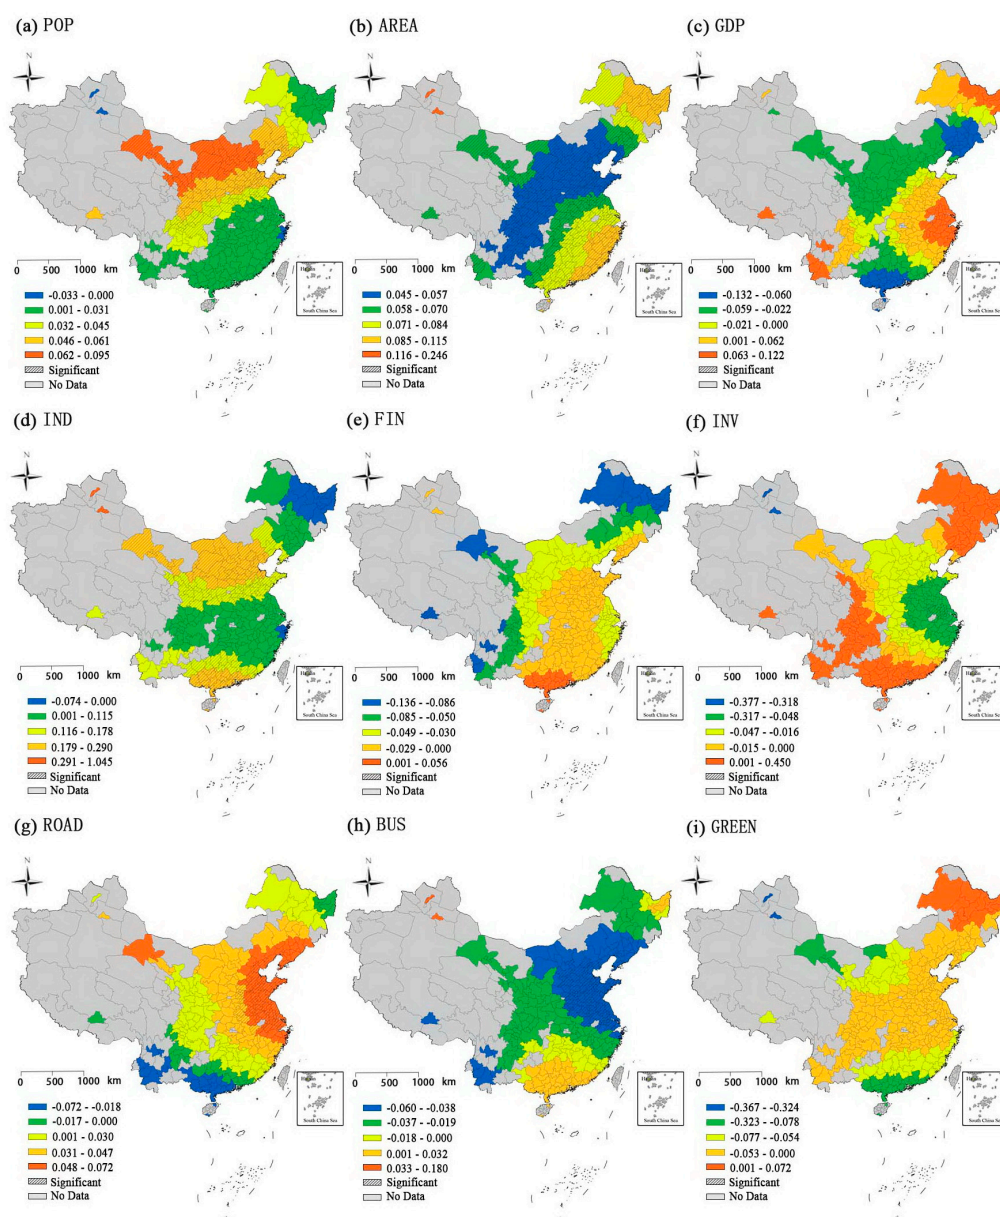 (a) POP
N
0 500 1000 km
-0.033 - 0.000
0.001 - 0.031
0.032 - 0.045
0.046 - 0.061
0.062 - 0.095
Significant
No Data
South China Sea
(b) AREA
N
0 500 1000 km
0.045 - 0.057
0.058 - 0.070
0.071 - 0.084
0.085 - 0.115
0.116 - 0.246
Significant
No Data
South China Sea
(c) GDP
N
0 500 1000 km
-0.132 - -0.060
-0.059 - -0.022
-0.021 - 0.000
0.001 - 0.062
0.063 - 0.122
Significant
No Data
South China Sea
(d) IND
N
0 500 1000 km
-0.074 - 0.000
0.001 - 0.115
0.116 - 0.178
0.179 - 0.290
0.291 - 1.045
Significant
No Data
South China Sea
(e) FIN
N
0 500 1000 km
-0.136 - -0.086
-0.085 - -0.050
-0.049 - -0.030
-0.029 - 0.000
0.001 - 0.056
Significant
No Data
South China Sea
(f) INV
N
0 500 1000 km
-0.377 - -0.318
-0.317 - -0.048
-0.047 - -0.016
-0.015 - 0.000
0.001 - 0.450
Significant
No Data
South China Sea
(g) ROAD
N
0 500 1000 km
-0.072 - -0.018
-0.017 - 0.000
0.001 - 0.030
0.031 - 0.047
0.048 - 0.072
Significant
No Data
South China Sea
(h) BUS
N
0 500 1000 km
-0.060 - -0.038
-0.037 - -0.019
-0.018 - 0.000
0.001 - 0.032
0.033 - 0.180
Significant
No Data
South China Sea
(i) GREEN
N
0 500 1000 km
-0.367 - -0.324
-0.323 - -0.078
-0.077 - -0.054
-0.053 - 0.000
0.001 - 0.072
Significant
No Data
South China Sea